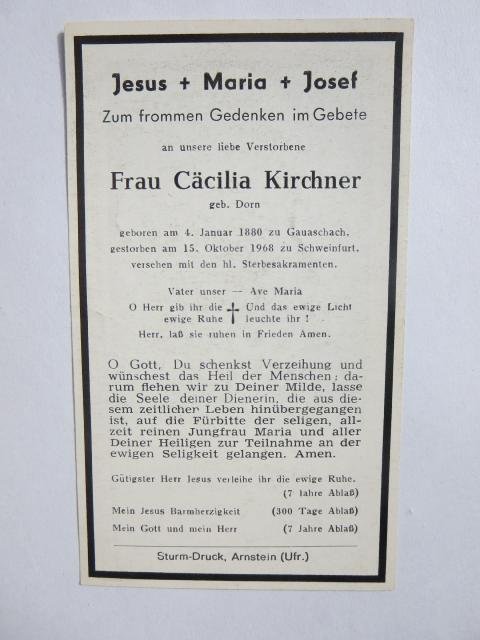 Jesus + Maria + Josef
Zum frommen Gedenken im Gebete
an unsere liebe Verstorbene
Frau Cäcilia Kirchner
geb. Dorn
geboren am 4. Januar 1880 zu Gauaschach,
gestorben am 15. Oktober 1968 zu Schweinfurt,
versehen mit den hl. Sterbesakramenten.
Vater unser — Ave Maria
O Herr gib ihr die ✝ Und das ewige Licht
ewige Ruhe leuchte ihr !
Herr, laß sie ruhen in Frieden Amen.
O Gott, Du schenkst Verzeihung und
wünschest das Heil der Menschen; da-
rum flehen wir zu Deiner Milde, lasse
die Seele deiner Dienerin, die aus die-
sem zeitlicher Leben hinübergegangen
ist, auf die Fürbitte der seligen, all-
zeit reinen Jungfrau Maria und aller
Deiner Heiligen zur Teilnahme an der
ewigen Seligkeit gelangen. Amen.
Gütigster Herr Jesus verleihe ihr die ewige Ruhe.
(7 Jahre Ablaß)
Mein Jesus Barmherzigkeit (300 Tage Ablaß)
Mein Gott und mein Herr (7 Jahre Ablaß)
Sturm-Druck, Arnstein (Ufr.)